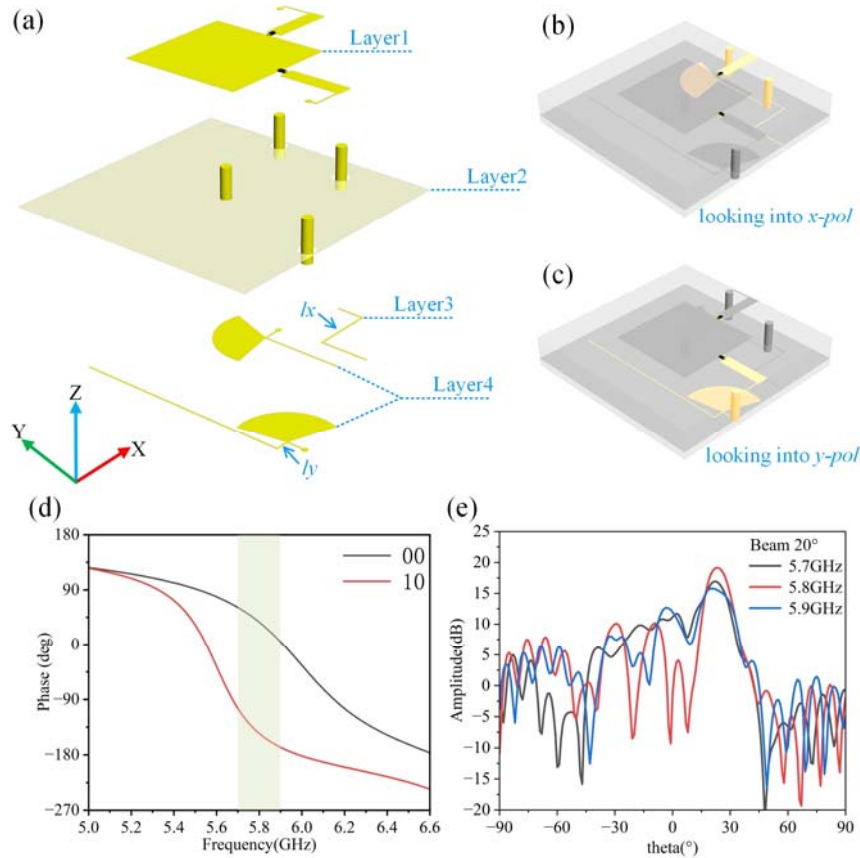 (a)
Layer1
Layer2
lx
Layer3
Layer4
ly
Z
Y
X
(b)
looking into x-pol
(c)
looking into y-pol
(d)
180
90
0
−90
−180
−270
Phase (deg)
00
10
5.0 5.2 5.4 5.6 5.8 6.0 6.2 6.4 6.6
Frequency(GHz)
(e)
25
20
15
10
5
0
−5
−10
−15
−20
Amplitude(dB)
Beam 20°
5.7GHz
5.8GHz
5.9GHz
−90 −60 −30 0 30 60 90
theta(°)